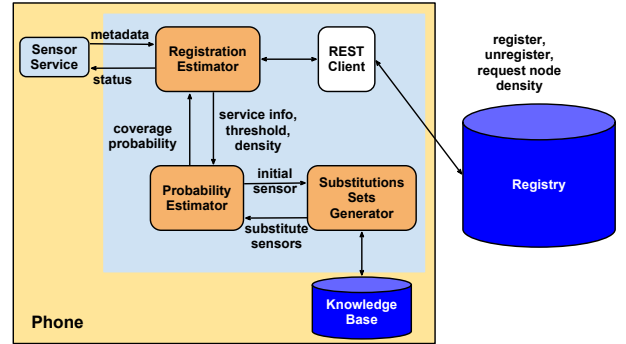 metadata
Sensor
Service
status
Registration
Estimator
REST
Client
register,
unregister,
request node
density
coverage
probability
service info,
threshold,
density
Probability
Estimator
initial
sensor
substitute
sensors
Substitutions
Sets
Generator
Registry
Knowledge
Base
Phone